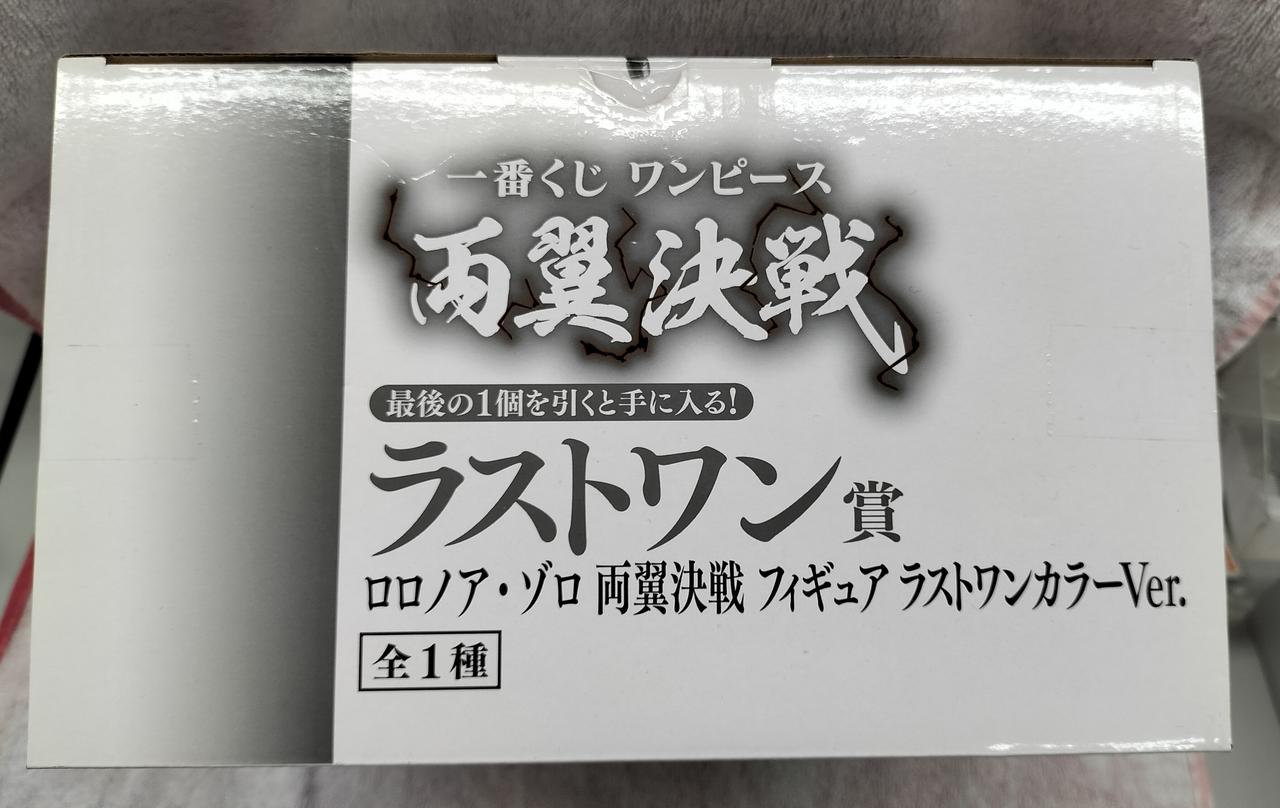 一番くじ ワンピース
両翼決戦
最後の1個を引くと手に入る!
ラストワン賞
ロロノア・ゾロ 両翼決戦 フィギュア ラストワンカラーVer.
全1種